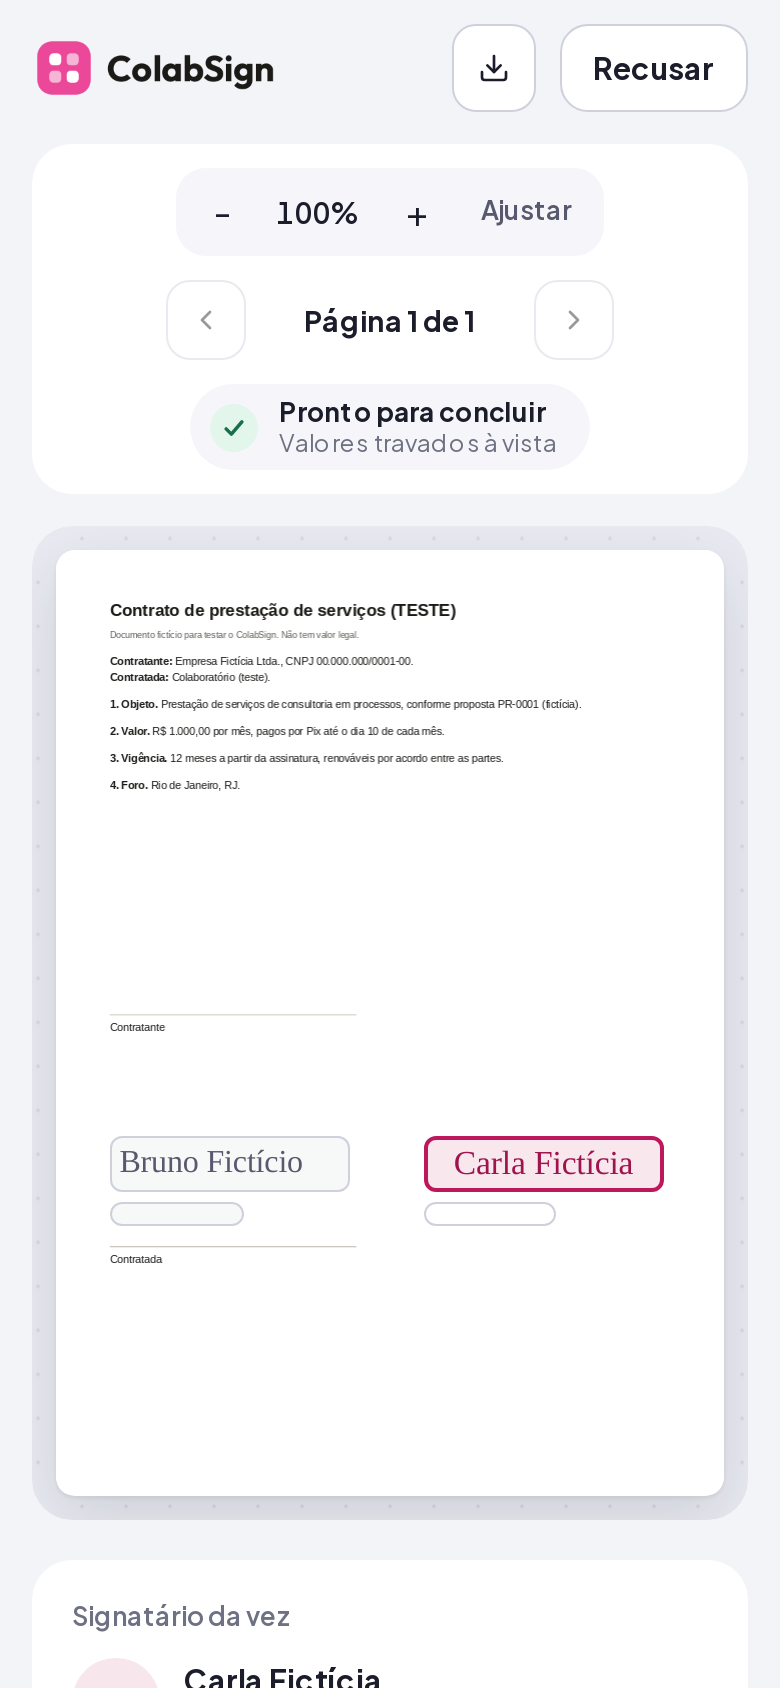 ColabSign
Recusar
- 100% + Ajustar
Página 1 de 1
Pronto para concluir
Valores travados à vista
Contrato de prestação de serviços (TESTE)
Documento fictício para testar o ColabSign. Não tem valor legal.
Contratante: Empresa Fictícia Ltda., CNPJ 00.000.000/0001-00.
Contratada: Colaboratório (teste).
1. Objeto. Prestação de serviços de consultoria em processos, conforme proposta PR-0001 (fictícia).
2. Valor. R$ 1.000,00 por mês, pagos por Pix até o dia 10 de cada mês.
3. Vigência. 12 meses a partir da assinatura, renováveis por acordo entre as partes.
4. Foro. Rio de Janeiro, RJ.
Contratante
Bruno Fictício
Carla Fictícia
Contratada
Signatário da vez
Carla Fictícia